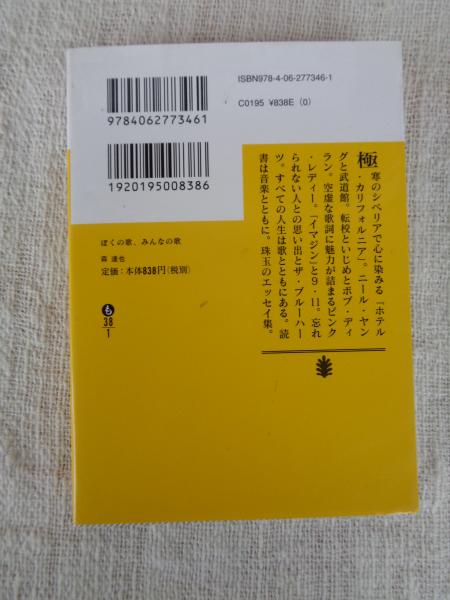 ISBN978-4-06-277346-1
C0195 ¥838E (0)
9784062773461
1920195008386
ぼくの歌、みんなの歌
森 達也
定価：本体838円（税別）
も
38
1
極寒のシベリアで心に染みる「ホテル
・カリフォルニア」。ニール・ヤン
グと武道館。転校といじめとボブ・ディ
ラン。空虚な歌詞に魅力が詰まるピンク
・レディー。「イマジン」と9・11。忘れ
られない人との思い出とザ・ブルーハー
ツ。すべての人生は歌とともにある。読
書は音楽とともに。珠玉のエッセイ集。